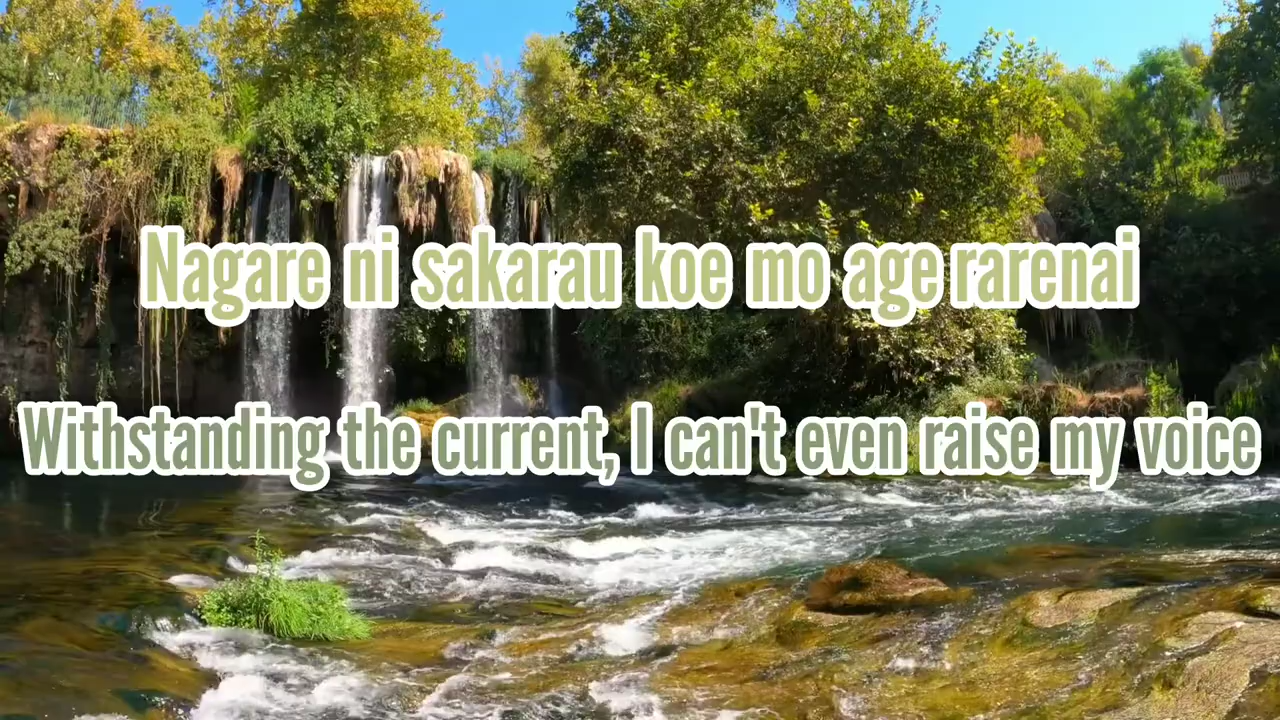 Nagare ni sakarau koe mo age rarenai
Withstanding the current, I can't even raise my voice